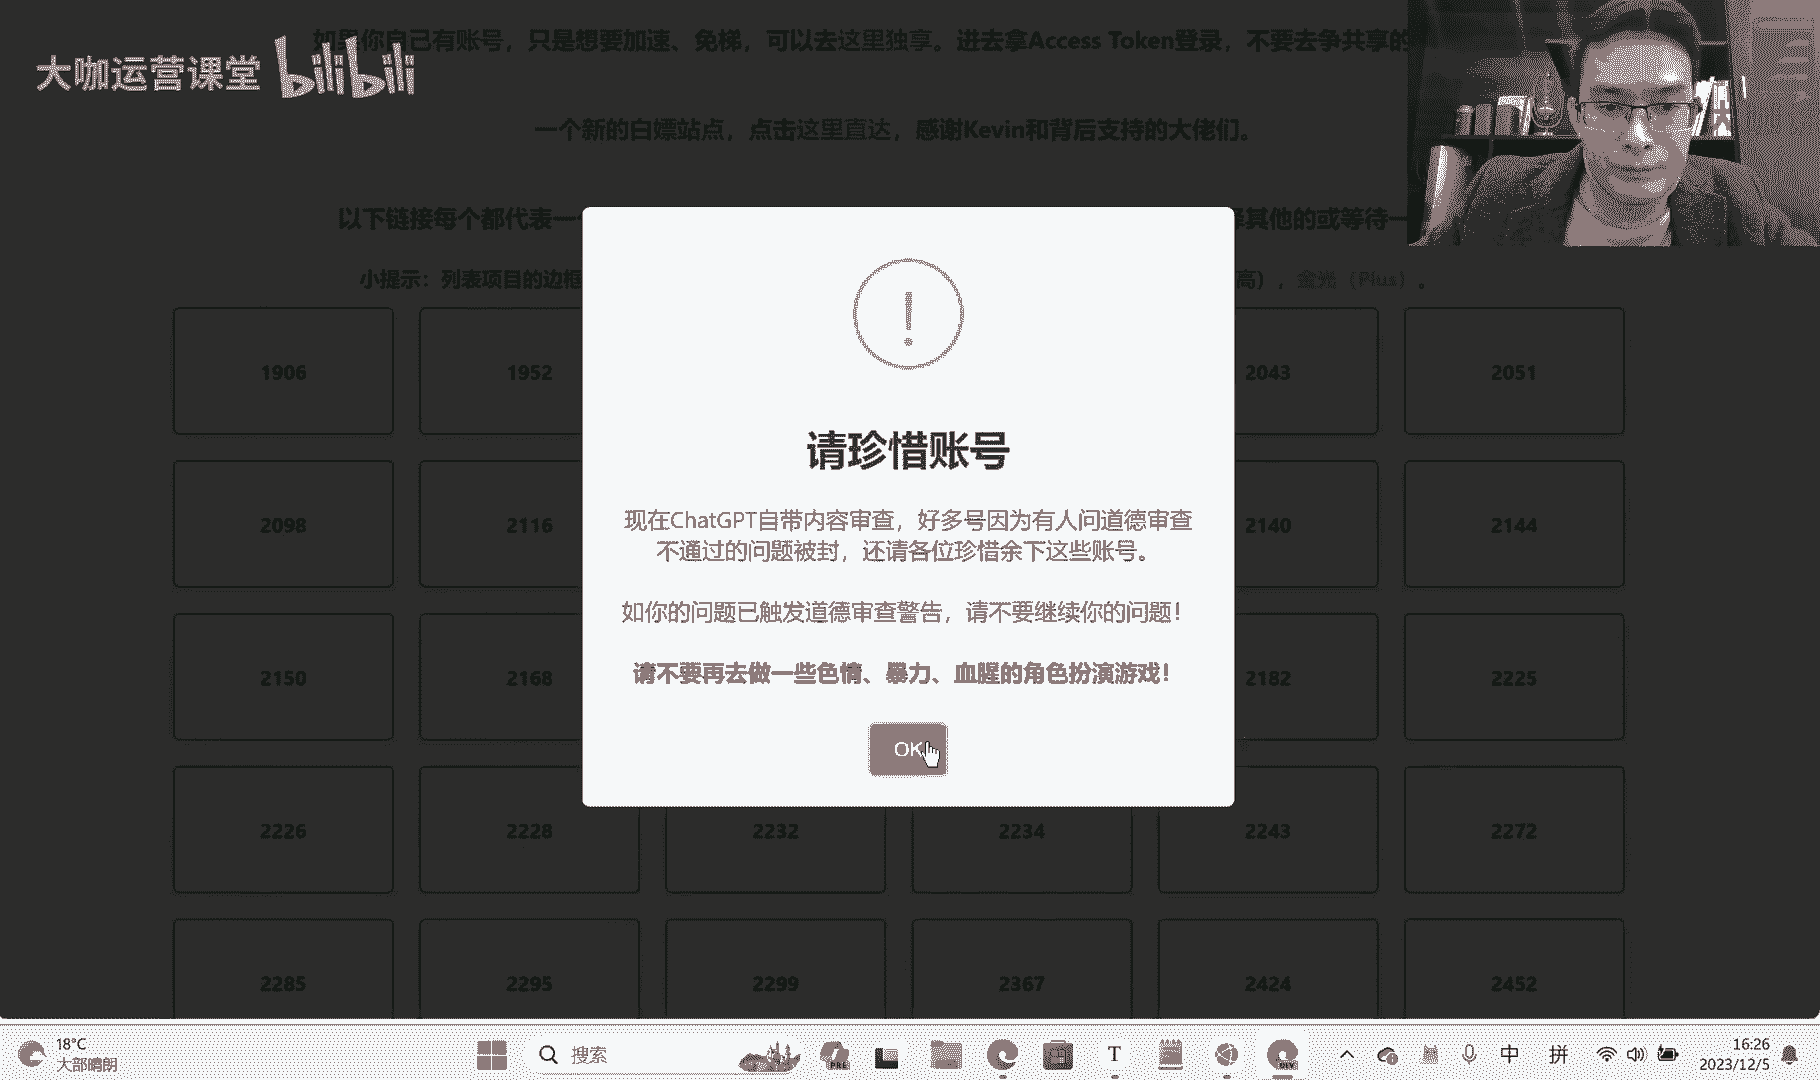 如果你自己有账号，只是想要加速、免梯，可以去这里独享。进去拿Access Token登录，不要去争共享的
大咖运营课堂 bilibili
一个新的白嫖站点，点击这里直达，感谢Kevin和背后支持的大佬们。
以下链接每个都代表一
择其他的或等待一
小提示：列表项目的边框
高），金光（Plus）。
1906 1952 2043 2051
2098 2116 2140 2144
2150 2168 2182 2225
2226 2228 2232 2234 2243 2272
2285 2295 2299 2367 2424 2452
!
请珍惜账号
现在ChatGPT自带内容审查，好多号因为有人问道德审查
不通过的问题被封，还请各位珍惜余下这些账号。
如你的问题已触发道德审查警告，请不要继续你的问题！
请不要再去做一些色情、暴力、血腥的角色扮演游戏！
OK
18°C
大部晴朗
搜索
PRE
T
DEV
中
拼
16:26
2023/12/5